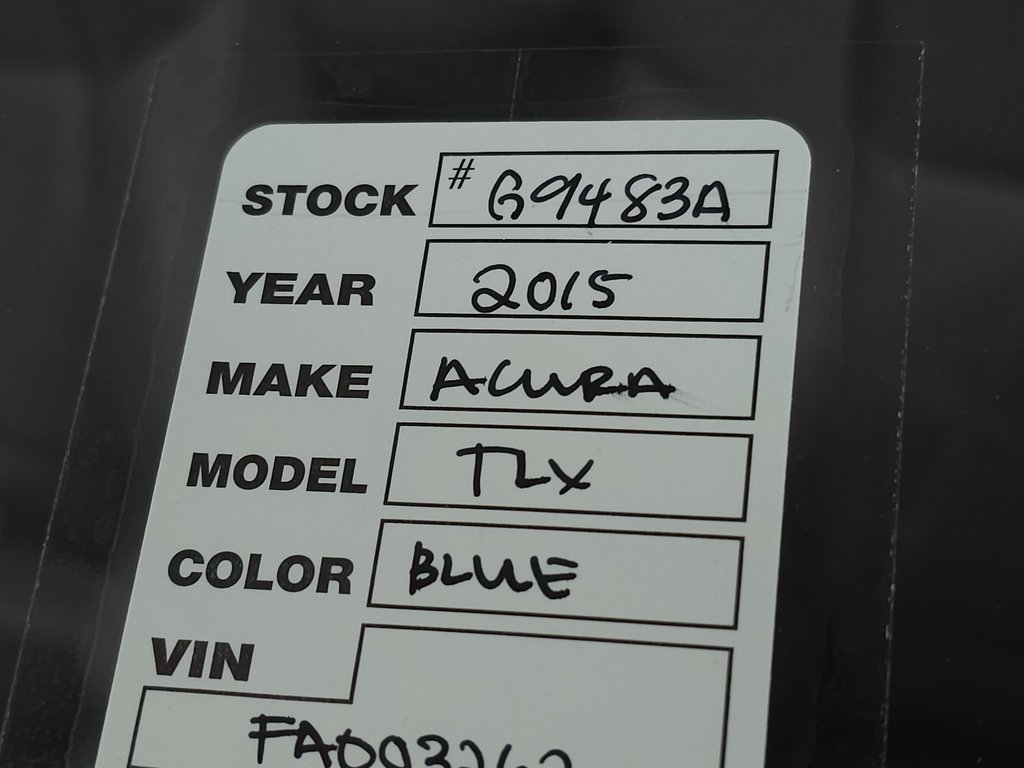 STOCK # G9483A
YEAR 2015
MAKE ACURA
MODEL TLX
COLOR BLUE
VIN